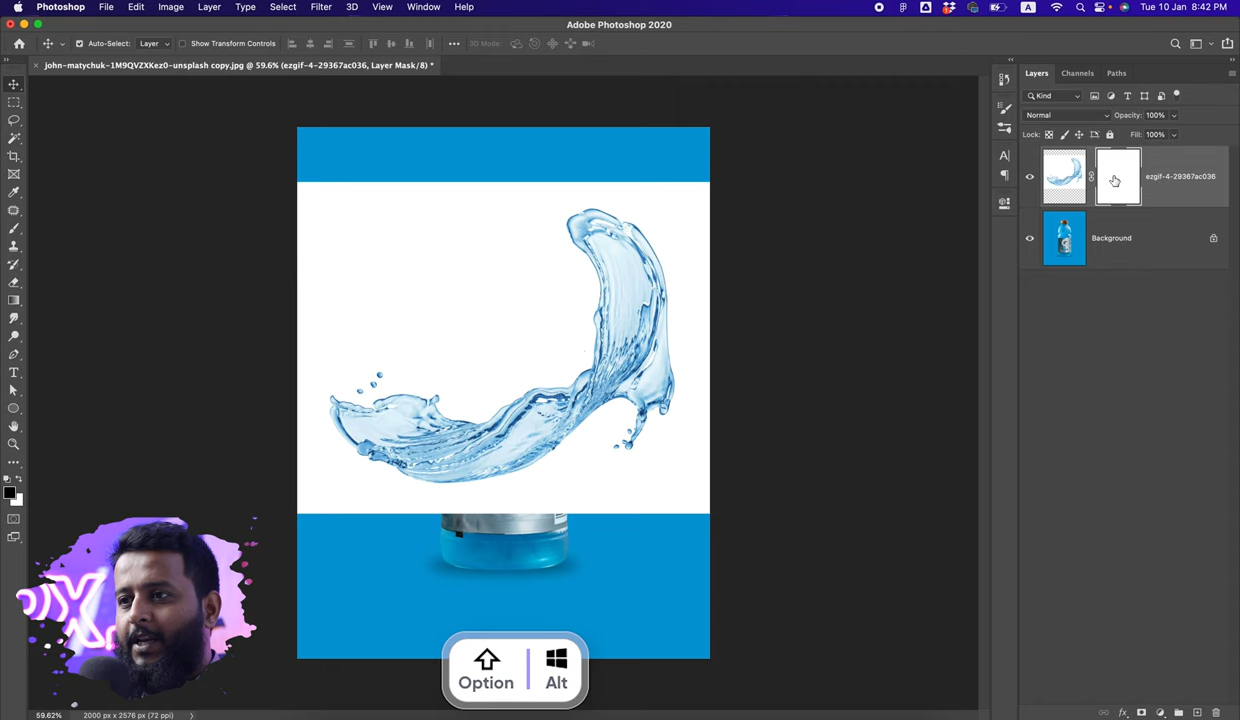 Photoshop File Edit Image Layer Type Select Filter 3D View Window Help
A Tue 10 Jan 8:42 PM
Adobe Photoshop 2020
Auto-Select: Layer Show Transform Controls 3D Mode:
john-matychuk-1M9QVZXKez0-unsplash copy.jpg @ 59.6% (ezgif-4-29367ac036, Layer Mask/8) *
Layers Channels Paths
Kind
Normal Opacity: 100%
Lock: Fill: 100%
ezgif-4-29367ac036
Background
Option Alt
59.62% 2000 px x 2576 px (72 ppi)